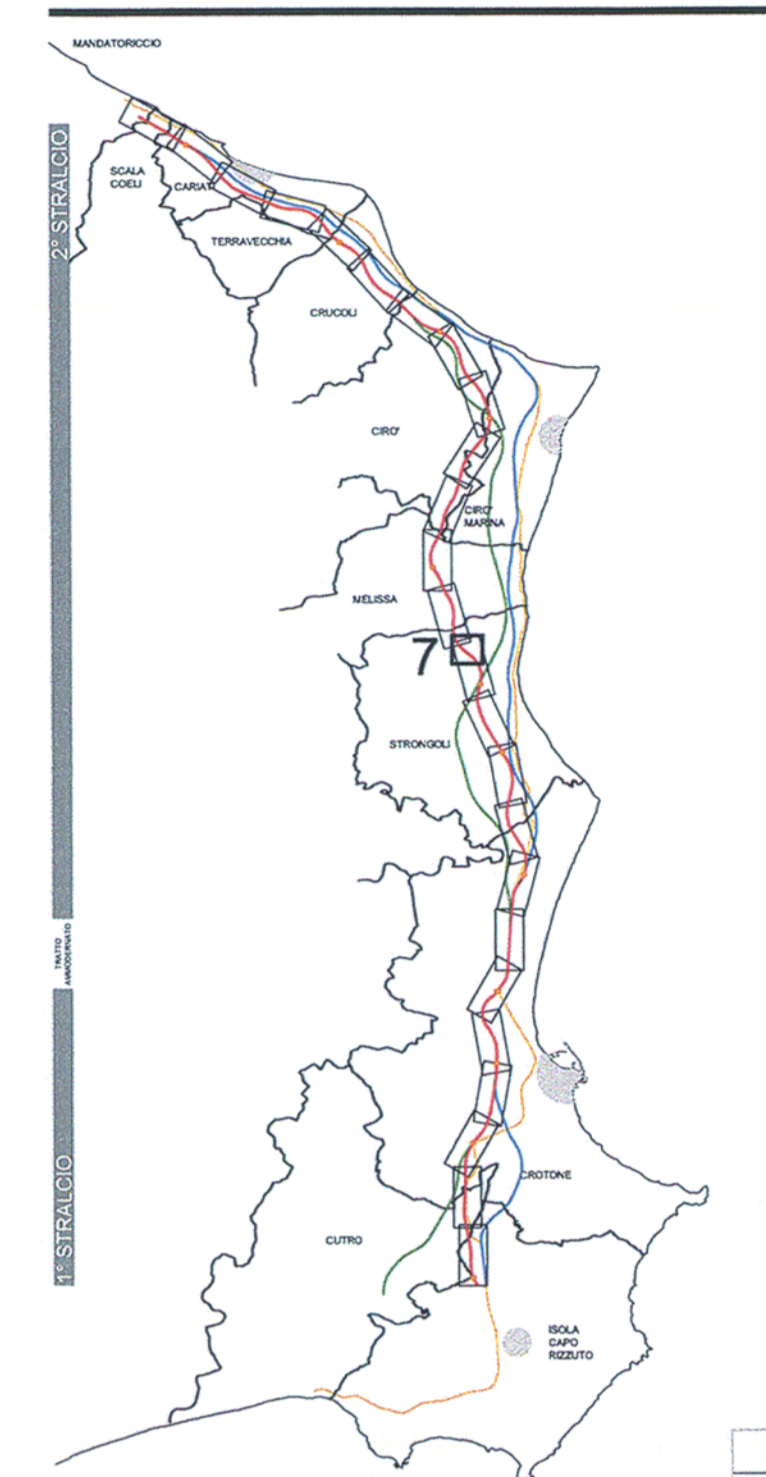 MANDATORICCIO
2° STRALCIO
SCALA
COELI
CARIAT
TERRAVECCHIA
CRUCOLI
CIRO'
CIRO'
MARINA
MELISSA
7
STRONGOLI
TRATTO
AMMODERNATO
1° STRALCIO
CROTONE
CUTRO
ISOLA
CAPO
RIZZUTO